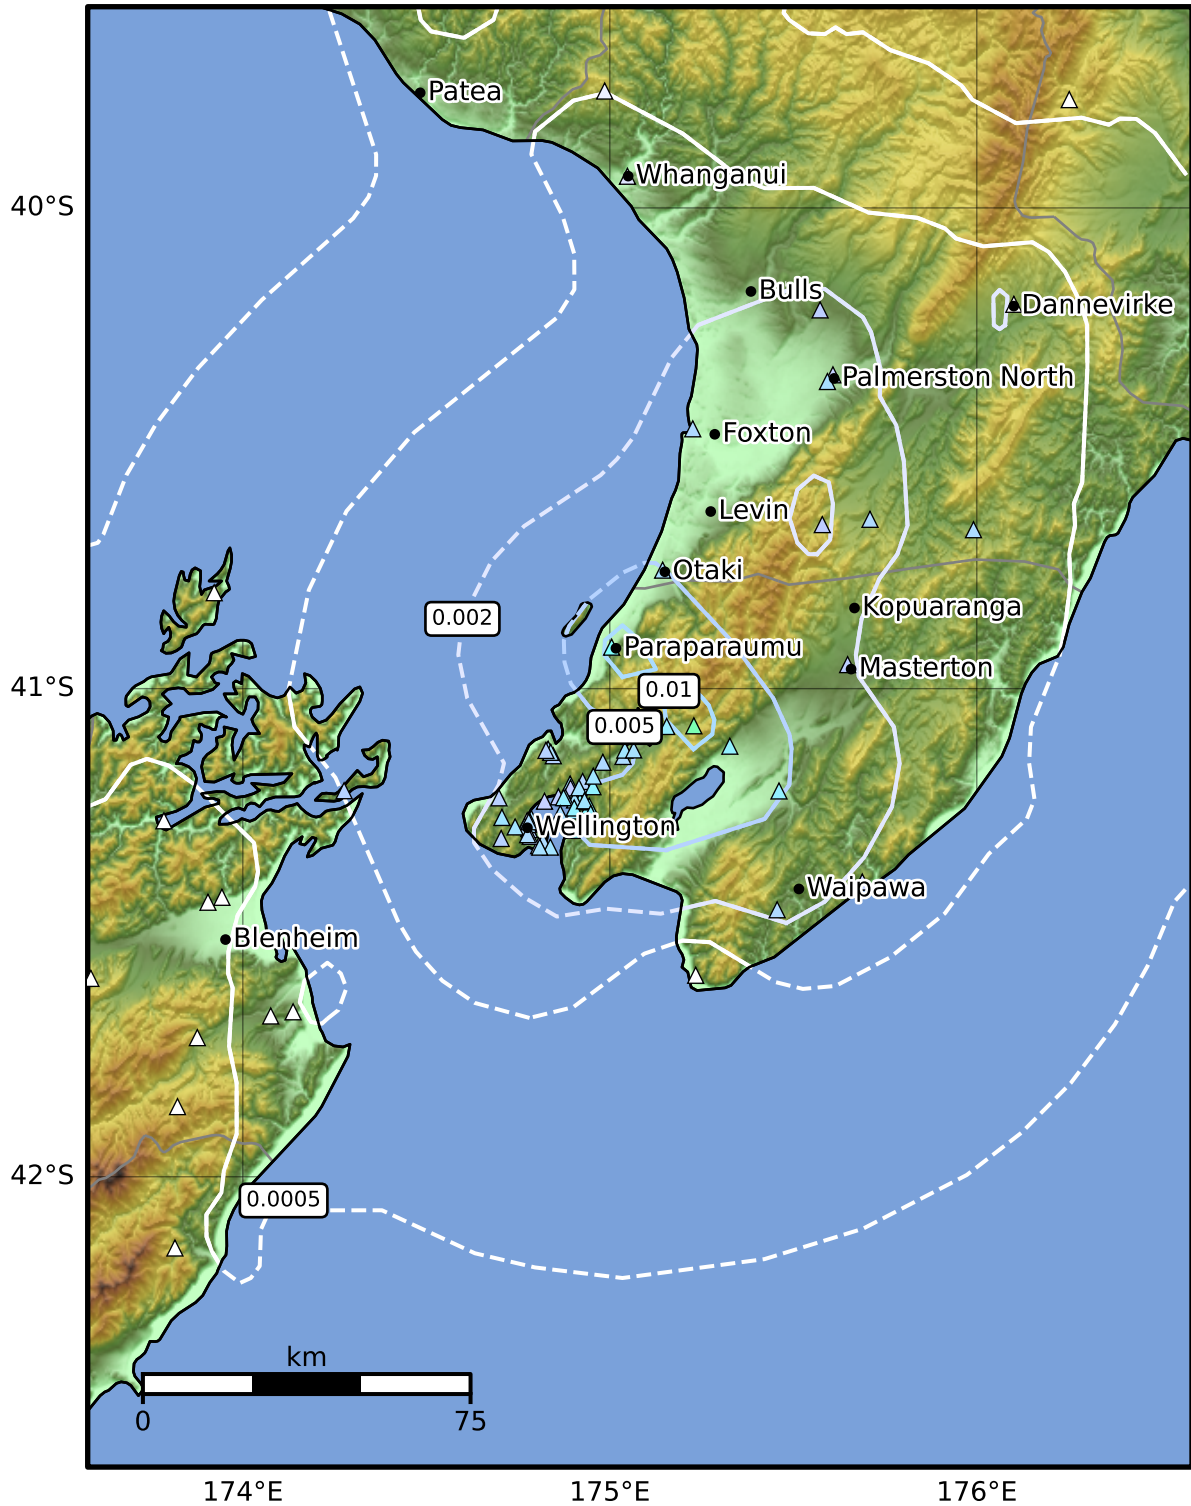 Patea
Whanganui
40°S
Bulls
Dannevirke
Palmerston North
Foxton
Levin
Otaki
0.002
Kopuaranga
Paraparaumu
Masterton
41°S
0.01
0.005
Wellington
Waipawa
Blenheim
42°S
0.0005
km
0 75
174°E 175°E 176°E